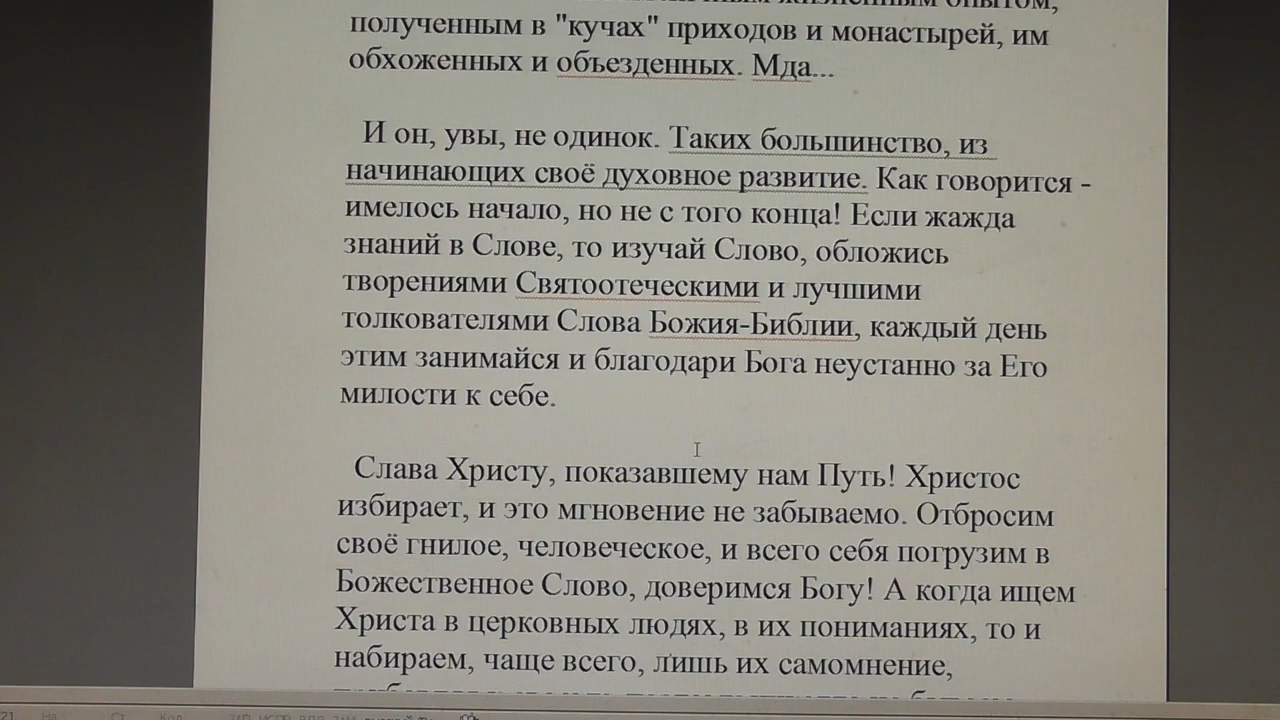 опытом,
полученным в "кучах" приходов и монастырей, им
обхоженных и объезденных. Мда...
И он, увы, не одинок. Таких большинство, из
начинающих своё духовное развитие. Как говорится -
имелось начало, но не с того конца! Если жажда
знаний в Слове, то изучай Слово, обложись
творениями Святоотеческими и лучшими
толкователями Слова Божия-Библии, каждый день
этим занимайся и благодари Бога неустанно за Его
милости к себе.
Слава Христу, показавшему нам Путь! Христос
избирает, и это мгновение не забываемо. Отбросим
своё гнилое, человеческое, и всего себя погрузим в
Божественное Слово, доверимся Богу! А когда ищем
Христа в церковных людях, в их пониманиях, то и
набираем, чаще всего, лишь их самомнение,
21